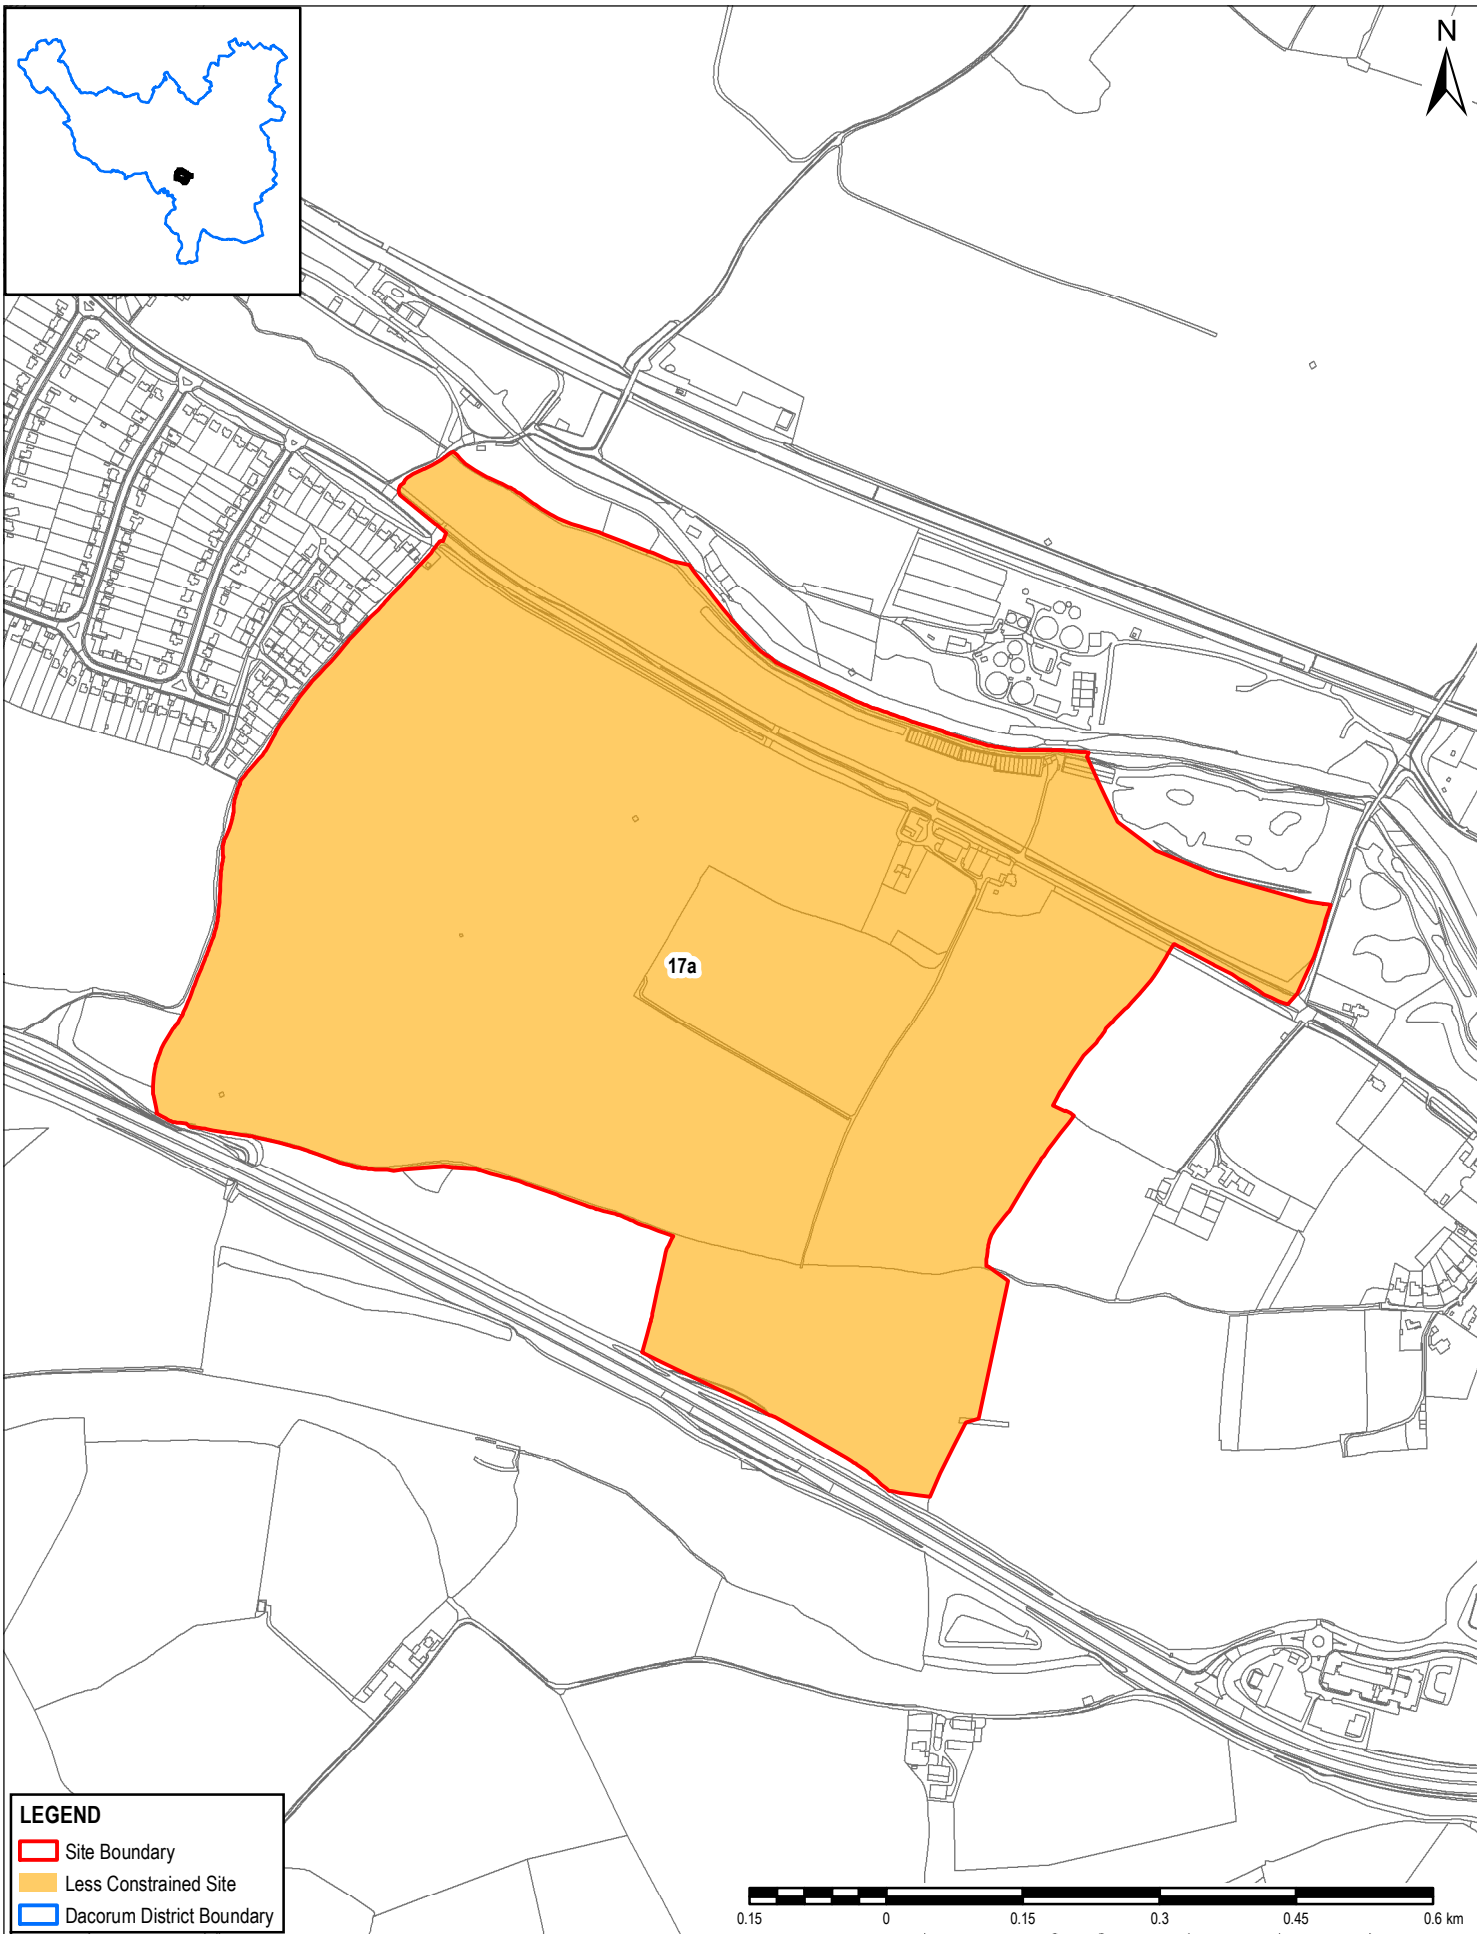 N
17a
LEGEND
Site Boundary
Less Constrained Site
Dacorum District Boundary
0.15 0 0.15 0.3 0.45 0.6 km